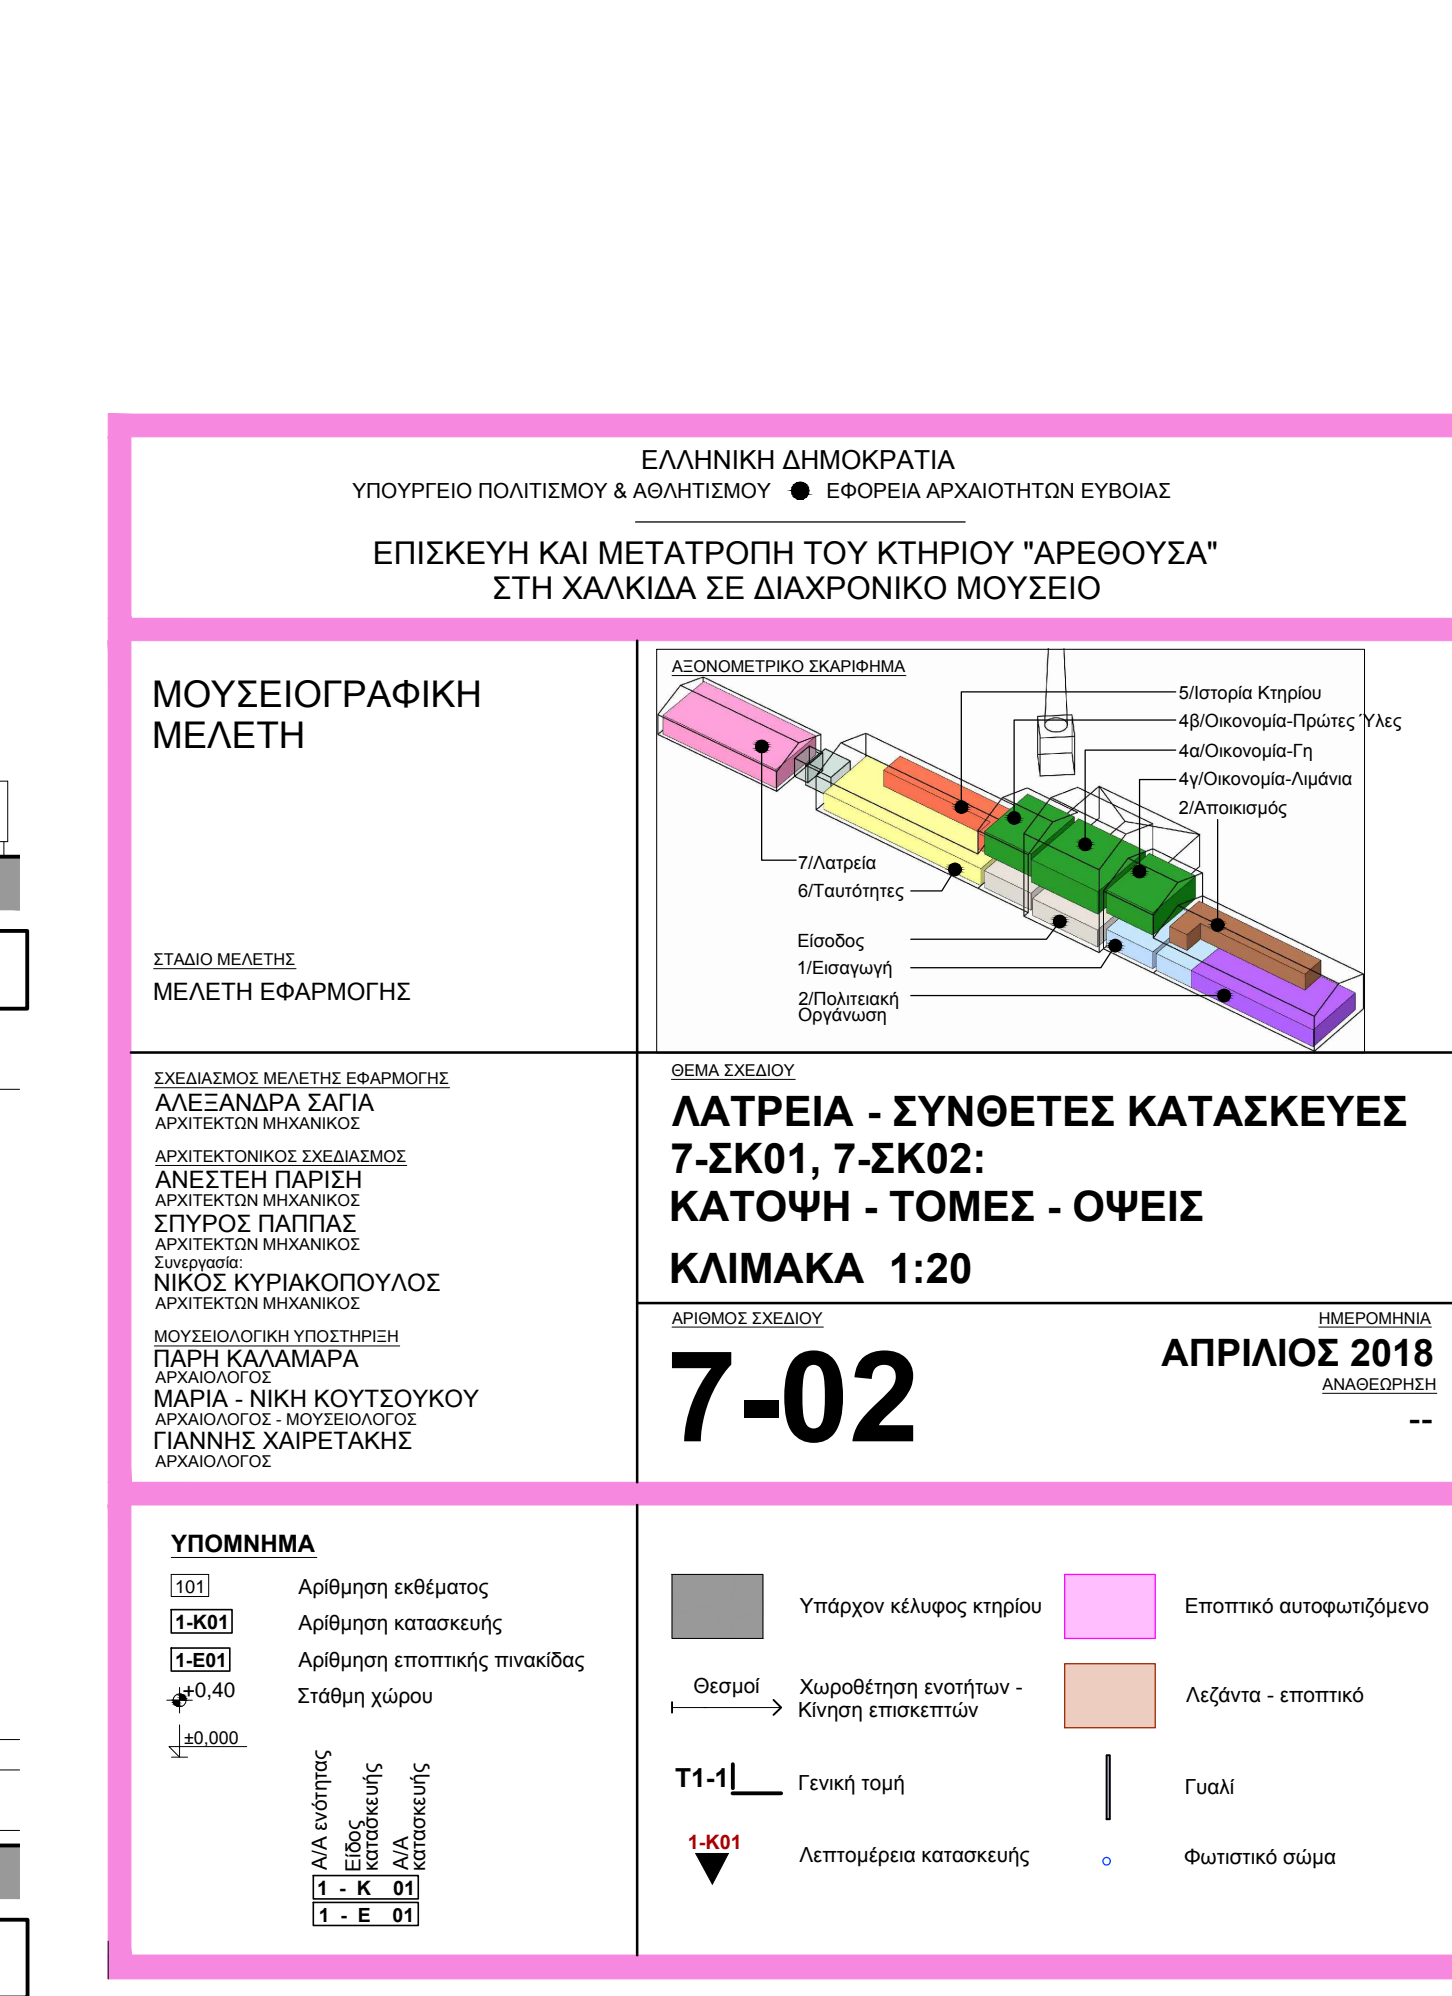 ΕΛΛΗΝΙΚΗ ΔΗΜΟΚΡΑΤΙΑ
ΥΠΟΥΡΓΕΙΟ ΠΟΛΙΤΙΣΜΟΥ & ΑΘΛΗΤΙΣΜΟΥ ● ΕΦΟΡΕΙΑ ΑΡΧΑΙΟΤΗΤΩΝ ΕΥΒΟΙΑΣ
ΕΠΙΣΚΕΥΗ ΚΑΙ ΜΕΤΑΤΡΟΠΗ ΤΟΥ ΚΤΗΡΙΟΥ "ΑΡΕΘΟΥΣΑ"
ΣΤΗ ΧΑΛΚΙΔΑ ΣΕ ΔΙΑΧΡΟΝΙΚΟ ΜΟΥΣΕΙΟ
ΜΟΥΣΕΙΟΓΡΑΦΙΚΗ
ΜΕΛΕΤΗ
ΣΤΑΔΙΟ ΜΕΛΕΤΗΣ
ΜΕΛΕΤΗ ΕΦΑΡΜΟΓΗΣ
ΑΞΟΝΟΜΕΤΡΙΚΟ ΣΚΑΡΙΦΗΜΑ
5/Ιστορία Κτηρίου
4β/Οικονομία-Πρώτες Ύλες
4α/Οικονομία-Γη
4γ/Οικονομία-Λιμάνια
2/Αποικισμός
7/Λατρεία
6/Ταυτότητες
Είσοδος
1/Εισαγωγή
2/Πολιτειακή
Οργάνωση
ΣΧΕΔΙΑΣΜΟΣ ΜΕΛΕΤΗΣ ΕΦΑΡΜΟΓΗΣ
ΑΛΕΞΑΝΔΡΑ ΣΑΓΙΑ
ΑΡΧΙΤΕΚΤΩΝ ΜΗΧΑΝΙΚΟΣ
ΑΡΧΙΤΕΚΤΟΝΙΚΟΣ ΣΧΕΔΙΑΣΜΟΣ
ΑΝΕΣΤΕΗ ΠΑΡΙΣΗ
ΑΡΧΙΤΕΚΤΩΝ ΜΗΧΑΝΙΚΟΣ
ΣΠΥΡΟΣ ΠΑΠΠΑΣ
ΑΡΧΙΤΕΚΤΩΝ ΜΗΧΑΝΙΚΟΣ
Συνεργασία:
ΝΙΚΟΣ ΚΥΡΙΑΚΟΠΟΥΛΟΣ
ΑΡΧΙΤΕΚΤΩΝ ΜΗΧΑΝΙΚΟΣ
ΜΟΥΣΕΙΟΛΟΓΙΚΗ ΥΠΟΣΤΗΡΙΞΗ
ΠΑΡΗ ΚΑΛΑΜΑΡΑ
ΑΡΧΑΙΟΛΟΓΟΣ
ΜΑΡΙΑ - ΝΙΚΗ ΚΟΥΤΣΟΥΚΟΥ
ΑΡΧΑΙΟΛΟΓΟΣ - ΜΟΥΣΕΙΟΛΟΓΟΣ
ΓΙΑΝΝΗΣ ΧΑΙΡΕΤΑΚΗΣ
ΑΡΧΑΙΟΛΟΓΟΣ
ΘΕΜΑ ΣΧΕΔΙΟΥ
ΛΑΤΡΕΙΑ - ΣΥΝΘΕΤΕΣ ΚΑΤΑΣΚΕΥΕΣ
7-ΣΚ01, 7-ΣΚ02:
ΚΑΤΟΨΗ - ΤΟΜΕΣ - ΟΨΕΙΣ
ΚΛΙΜΑΚΑ 1:20
ΑΡΙΘΜΟΣ ΣΧΕΔΙΟΥ
7-02
ΗΜΕΡΟΜΗΝΙΑ
ΑΠΡΙΛΙΟΣ 2018
ΑΝΑΘΕΩΡΗΣΗ
--
ΥΠΟΜΝΗΜΑ
101 Αρίθμηση εκθέματος
1-Κ01 Αρίθμηση κατασκευής
1-Ε01 Αρίθμηση εποπτικής πινακίδας
+0,40 Στάθμη χώρου
±0,000
Α/Α ενότητας
Είδος
κατασκευής
Α/Α
κατασκευής
1 - Κ 01
1 - Ε 01
Υπάρχον κέλυφος κτηρίου
Θεσμοί
Χωροθέτηση ενοτήτων -
Κίνηση επισκεπτών
Τ1-1 Γενική τομή
1-Κ01
Λεπτομέρεια κατασκευής
Εποπτικό αυτοφωτιζόμενο
Λεζάντα - εποπτικό
Γυαλί
Φωτιστικό σώμα